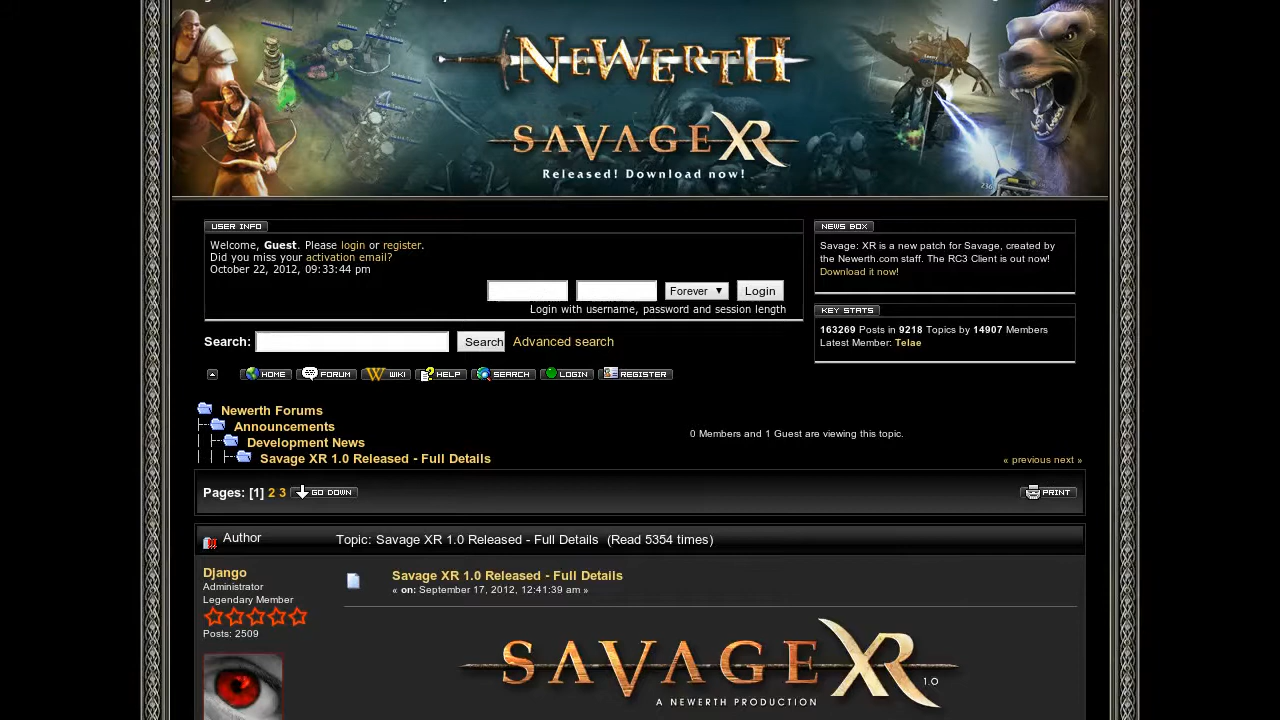 NEWERTH
SAVAGE XR
Released! Download now!
USER INFO
Welcome, Guest. Please login or register.
Did you miss your activation email?
October 22, 2012, 09:33:44 pm
Forever ▼ Login
Login with username, password and session length
NEWS BOX
Savage: XR is a new patch for Savage, created by
the Newerth.com staff. The RC3 Client is out now!
Download it now!
KEY STATS
163269 Posts in 9218 Topics by 14907 Members
Latest Member: Telae
Search: Search Advanced search
HOME FORUM WIKI HELP SEARCH LOGIN REGISTER
Newerth Forums
Announcements
Development News
Savage XR 1.0 Released - Full Details
0 Members and 1 Guest are viewing this topic.
« previous next »
Pages: [1] 2 3 GO DOWN PRINT
Author Topic: Savage XR 1.0 Released - Full Details (Read 5354 times)
Django
Administrator
Legendary Member
Posts: 2509
Savage XR 1.0 Released - Full Details
« on: September 17, 2012, 12:41:39 am »
SAVAGE XR 1.0
A NEWERTH PRODUCTION